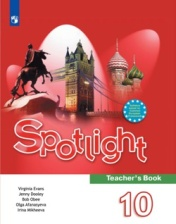 Spotlight
Virginia Evans
Jenny Dooley
Bob Obee
Olga Afanasyeva
Irina Mikheeva
Teacher's Book
10